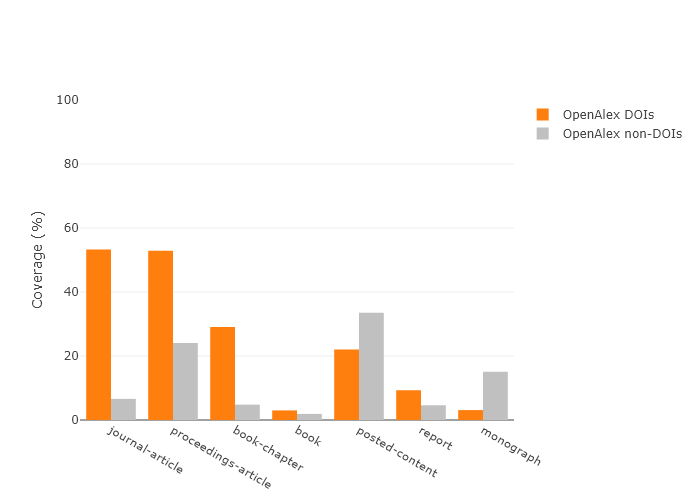 100
80
60
40
20
0
Coverage (%)
OpenAlex DOIs
OpenAlex non-DOIs
journal-article
proceedings-article
book-chapter
book
posted-content
report
monograph